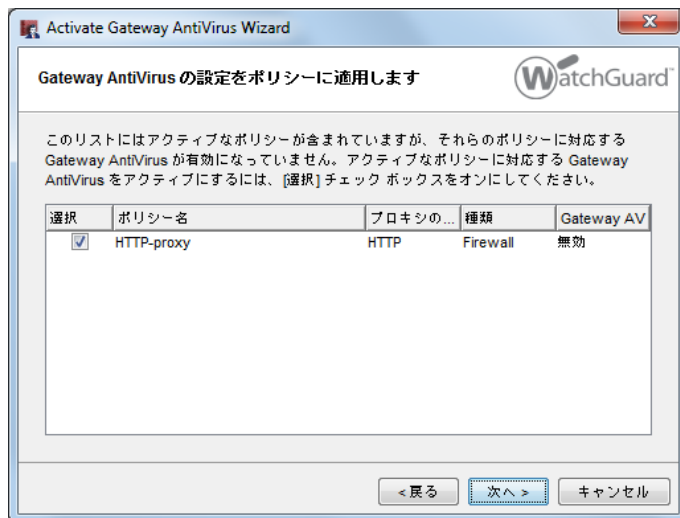 Activate Gateway AntiVirus Wizard
Gateway AntiVirus の設定をポリシーに適用します
WatchGuard
このリストにはアクティブなポリシーが含まれていますが、それらのポリシーに対応する
Gateway AntiVirus が有効になっていません。アクティブなポリシーに対応する Gateway
AntiVirus をアクティブにするには、[選択] チェック ボックスをオンにしてください。
選択 ポリシー名 プロキシの... 種類 Gateway AV
HTTP-proxy HTTP Firewall 無効
<戻る 次へ > キャンセル